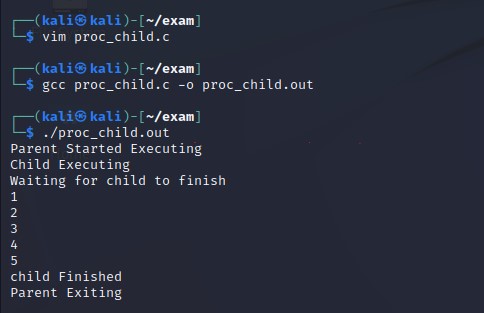 ┌──(kali㉿kali)-[~/exam]
└─$ vim proc_child.c
┌──(kali㉿kali)-[~/exam]
└─$ gcc proc_child.c -o proc_child.out
┌──(kali㉿kali)-[~/exam]
└─$ ./proc_child.out
Parent Started Executing
Child Executing
Waiting for child to finish
1
2
3
4
5
child Finished
Parent Exiting